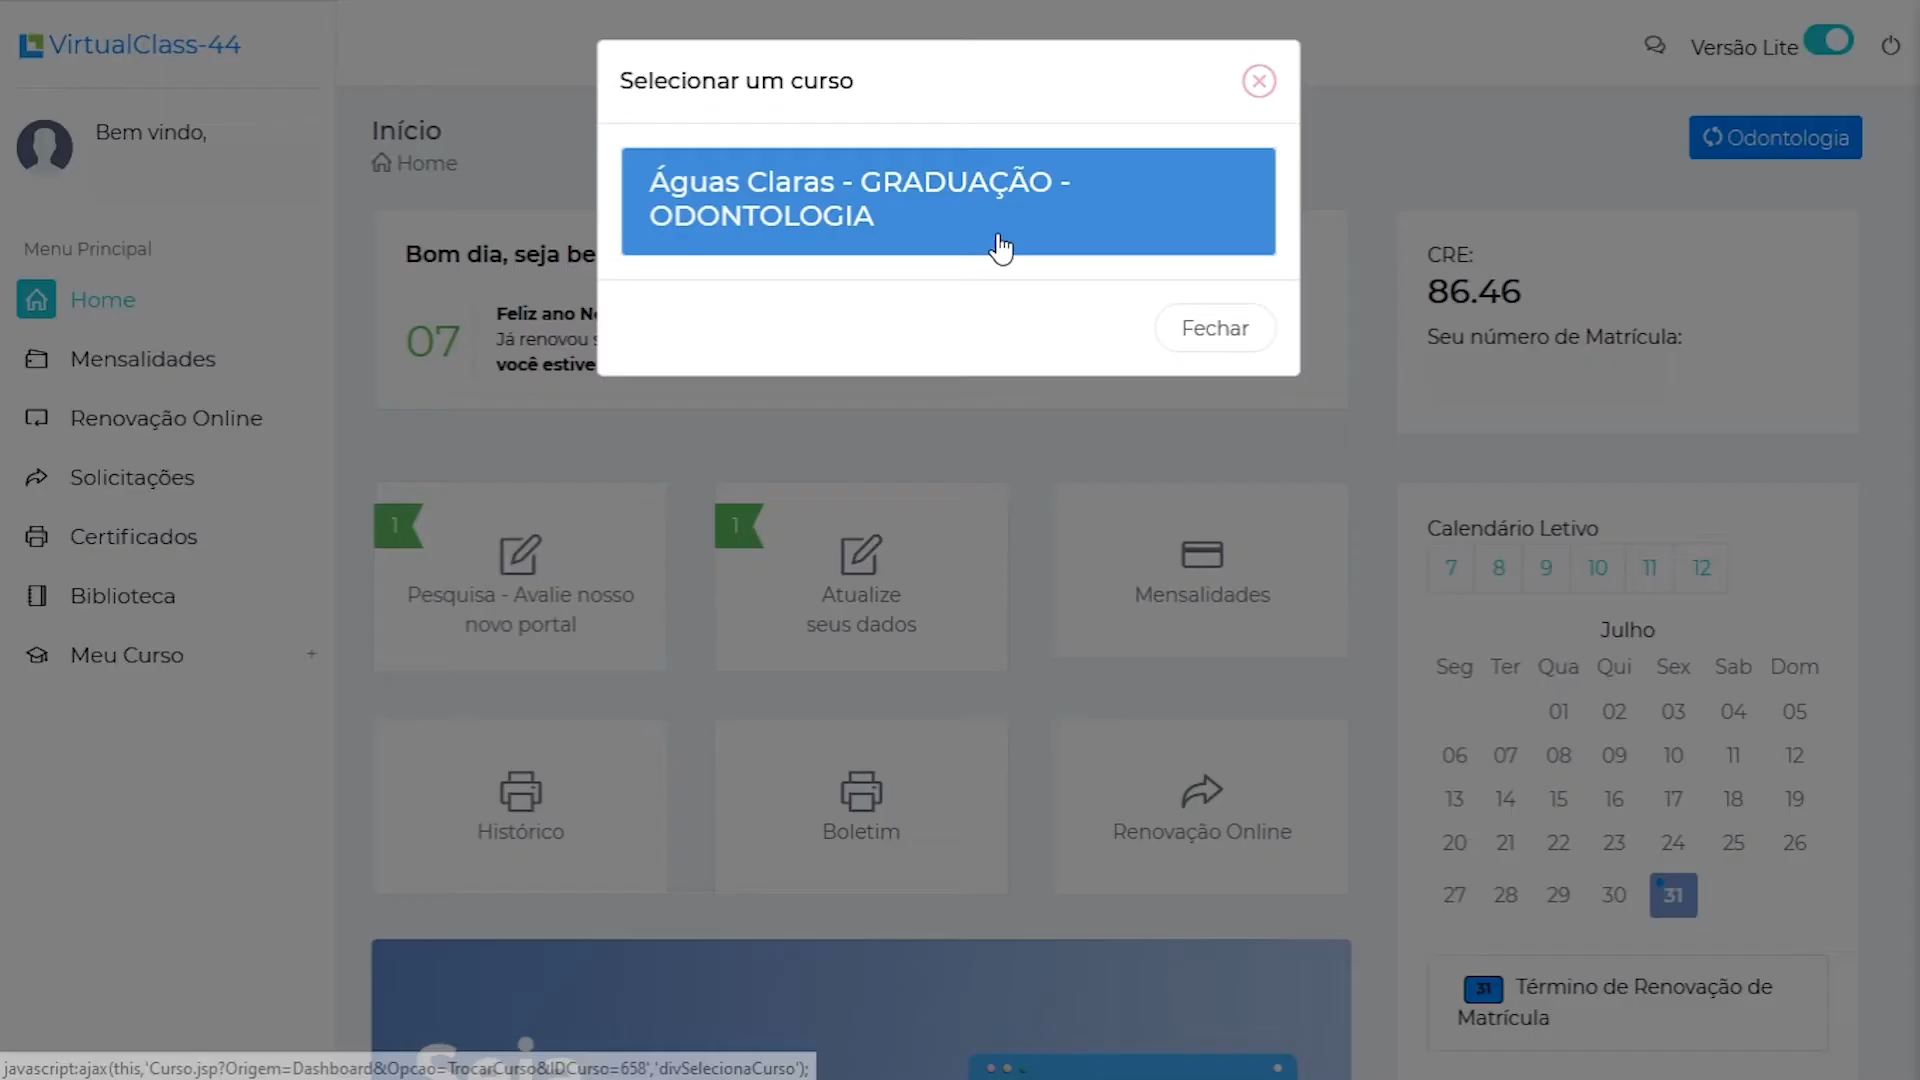 VirtualClass-44
Bem vindo,
Menu Principal
Home
Mensalidades
Renovação Online
Solicitações
Certificados
Biblioteca
Meu Curso +
Versão Lite
Início
Home
Odontologia
Selecionar um curso
Águas Claras - GRADUAÇÃO -
ODONTOLOGIA
Fechar
Bom dia, seja be
07
Feliz ano N
Já renovou
você estive
CRE:
86.46
Seu número de Matrícula:
1
Pesquisa - Avalie nosso
novo portal
1
Atualize
seus dados
Mensalidades
Histórico
Boletim
Renovação Online
Calendário Letivo
7 8 9 10 11 12
Julho
Seg Ter Qua Qui Sex Sab Dom
01 02 03 04 05
06 07 08 09 10 11 12
13 14 15 16 17 18 19
20 21 22 23 24 25 26
27 28 29 30 31
31 Término de Renovação de
Matrícula
javascript:ajax(this,'Curso.jsp?Origem=Dashboard&Opcao=TrocarCurso&IDCurso=658','divSelecionaCurso');